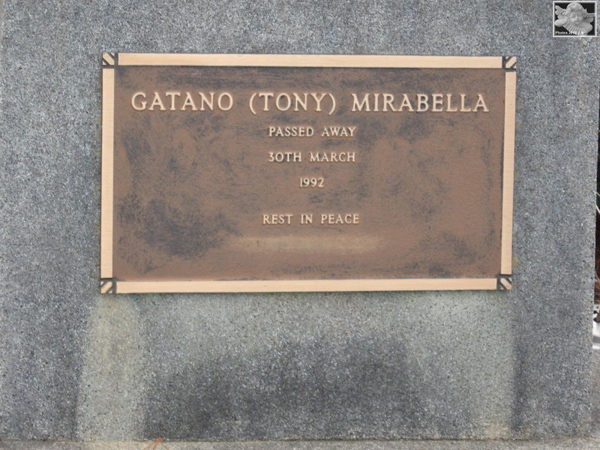 GATANO (TONY) MIRABELLA
PASSED AWAY
30TH MARCH
1992
REST IN PEACE